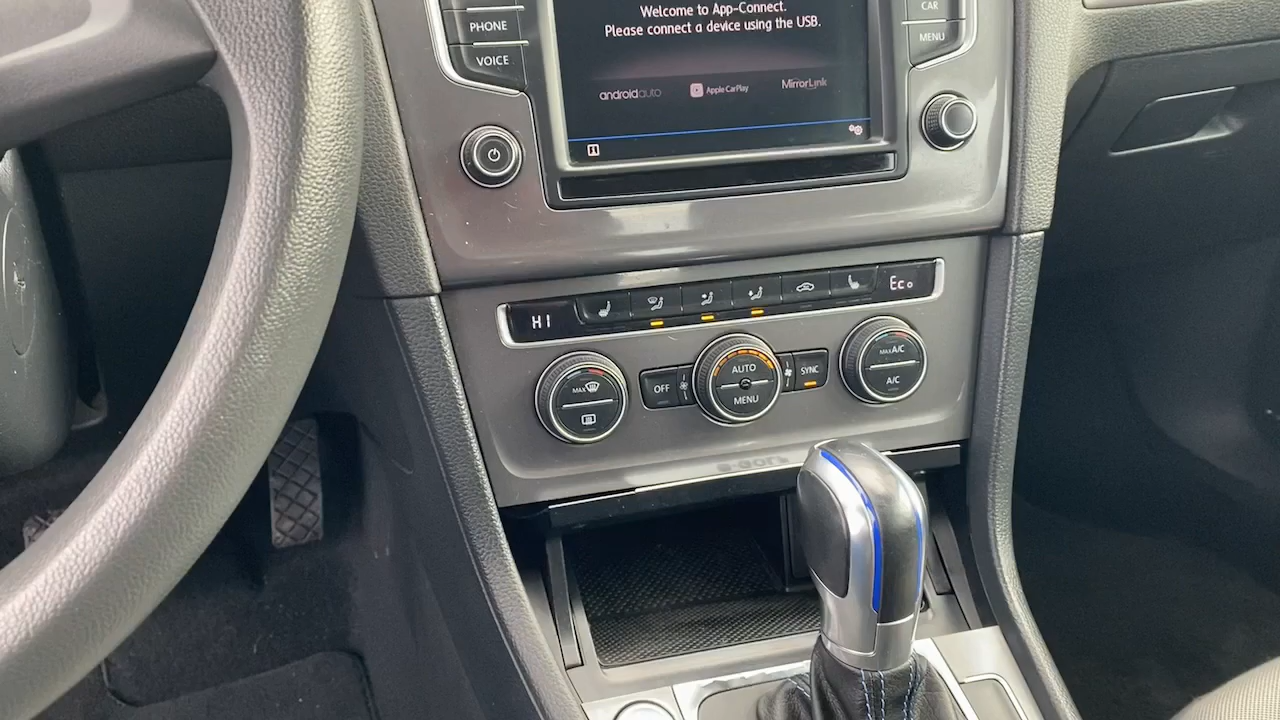 PHONE
VOICE
Welcome to App-Connect.
Please connect a device using the USB.
androidauto
Apple CarPlay
MirrorLink
CAR
MENU
HI
Eco
MAX
OFF
AUTO
MENU
SYNC
MAX A/C
A/C
e-Golf